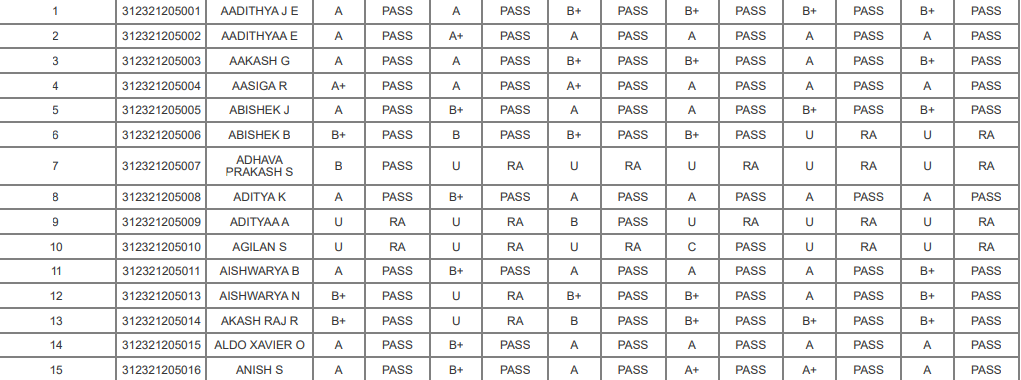 1 312321205001 AADITHYA J E A PASS A PASS B+ PASS B+ PASS B+ PASS B+ PASS
2 312321205002 AADITHYAA E A PASS A+ PASS A PASS A PASS A PASS A PASS
3 312321205003 AAKASH G A PASS A PASS B+ PASS B+ PASS A PASS B+ PASS
4 312321205004 AASIGA R A+ PASS A PASS A+ PASS A PASS A PASS A PASS
5 312321205005 ABISHEK J A PASS B+ PASS A PASS A PASS B+ PASS B+ PASS
6 312321205006 ABISHEK B B+ PASS B PASS B+ PASS B+ PASS U RA U RA
7 312321205007 ADHAVA
PRAKASH S B PASS U RA U RA U RA U RA U RA
8 312321205008 ADITYA K A PASS B+ PASS A PASS A PASS A PASS A PASS
9 312321205009 ADITYAA A U RA U RA B PASS U RA U RA U RA
10 312321205010 AGILAN S U RA U RA U RA C PASS U RA U RA
11 312321205011 AISHWARYA B A PASS B+ PASS A PASS A PASS A PASS B+ PASS
12 312321205013 AISHWARYA N B+ PASS U RA B+ PASS B+ PASS A PASS B+ PASS
13 312321205014 AKASH RAJ R B+ PASS U RA B PASS B+ PASS B+ PASS B+ PASS
14 312321205015 ALDO XAVIER O A PASS B+ PASS A PASS A PASS A PASS A PASS
15 312321205016 ANISH S A PASS B+ PASS A PASS A+ PASS A+ PASS A PASS